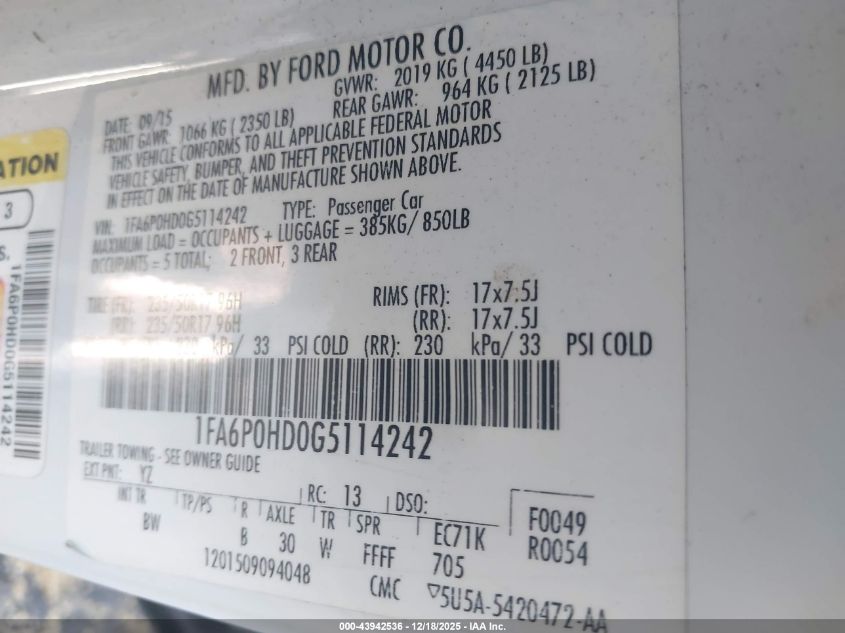 MFD. BY FORD MOTOR CO.
DATE: 09/15
GVWR: 2019 KG ( 4450 LB)
FRONT GAWR: 1066 KG ( 2350 LB)
REAR GAWR: 964 KG ( 2125 LB)
THIS VEHICLE CONFORMS TO ALL APPLICABLE FEDERAL MOTOR
VEHICLE SAFETY, BUMPER, AND THEFT PREVENTION STANDARDS
IN EFFECT ON THE DATE OF MANUFACTURE SHOWN ABOVE.
VIN: 1FA6P0HD0G5114242 TYPE: Passenger Car
MAXIMUM LOAD = OCCUPANTS + LUGGAGE = 385KG/ 850LB
OCCUPANTS = 5 TOTAL; 2 FRONT, 3 REAR
TIRE (FR): 235/50R17 96H RIMS (FR): 17x7.5J
(RR): 235/50R17 96H (RR): 17x7.5J
kPa/ 33 PSI COLD (RR): 230 kPa/ 33 PSI COLD
1FA6P0HD0G5114242
TRAILER TOWING - SEE OWNER GUIDE
EXT PNT: YZ RC: 13 DSO:
INT TR TP/PS R AXLE TR SPR EC71K F0049
BW B 30 W FFFF 705 R0054
1201509094048 CMC 5U5A-5420472-AA
ATION
3
S.
1FA6P0HD0G5114242
000-43942536 - 12/18/2025 - IAA Inc.